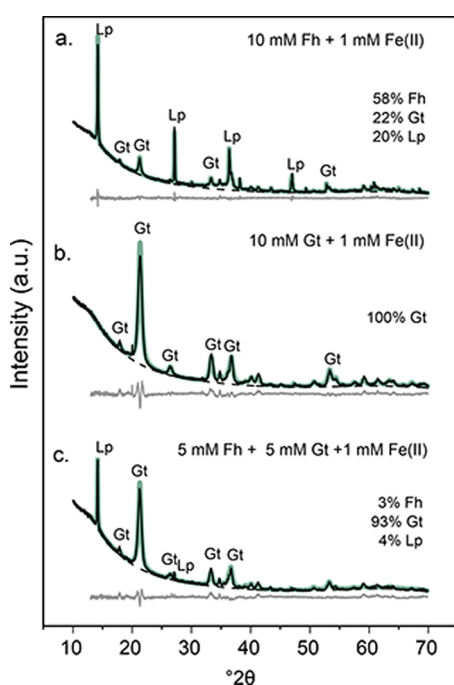 a.
10 mM Fh + 1 mM Fe(II)
Lp
58% Fh
22% Gt
20% Lp
Lp
Lp
Gt
Gt
Gt
Lp
Gt
b.
10 mM Gt + 1 mM Fe(II)
Gt
100% Gt
Gt
Gt
Gt
Gt
Gt
c.
5 mM Fh + 5 mM Gt +1 mM Fe(II)
Lp
Gt
3% Fh
93% Gt
4% Lp
Gt
Gt
Lp
Gt
Gt
Intensity (a.u.)
10 20 30 40 50 60 70
°2θ